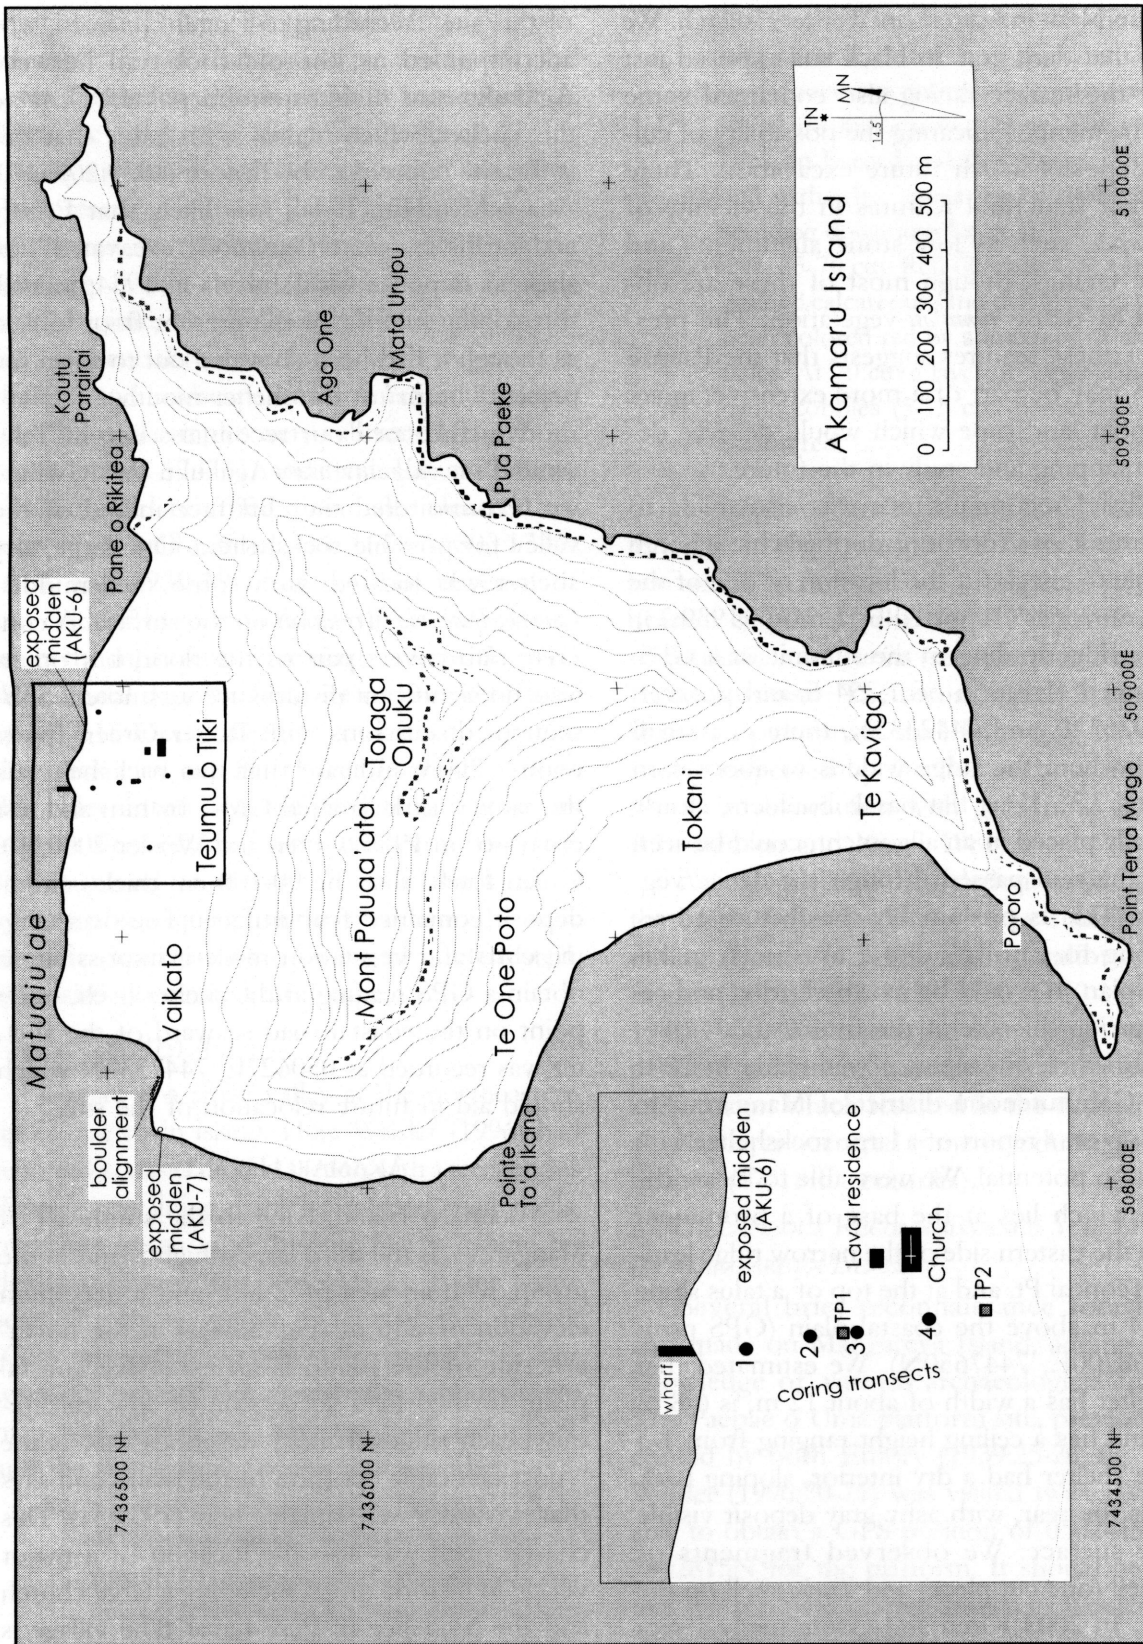 Matuaiu ae
exposed
midden
(AKU-6)
Koutu
Parairai
Pane o Rikitea
Teumu o Tiki
Vaikato
boulder
alignment
exposed
midden
(AKU-7)
Aga One
Mata Urupu
Pua Paeke
Toraga
Onuku
Mont Pauaa'ata
Te One Poto
Pointe
To'a Ikand
Tokani
Te Kaviga
Pororo
Point Terua Mago
7436500 N
7436000 N
7434500 N
508000E
509000E
509500E
510000E
TN
MN
14.5
0 100 200 300 400 500 m
Akamaru Island
wharf
exposed miniden
(AKU-6)
1
2
TP1
3
4
Laval residence
Church
TP2
coring transects